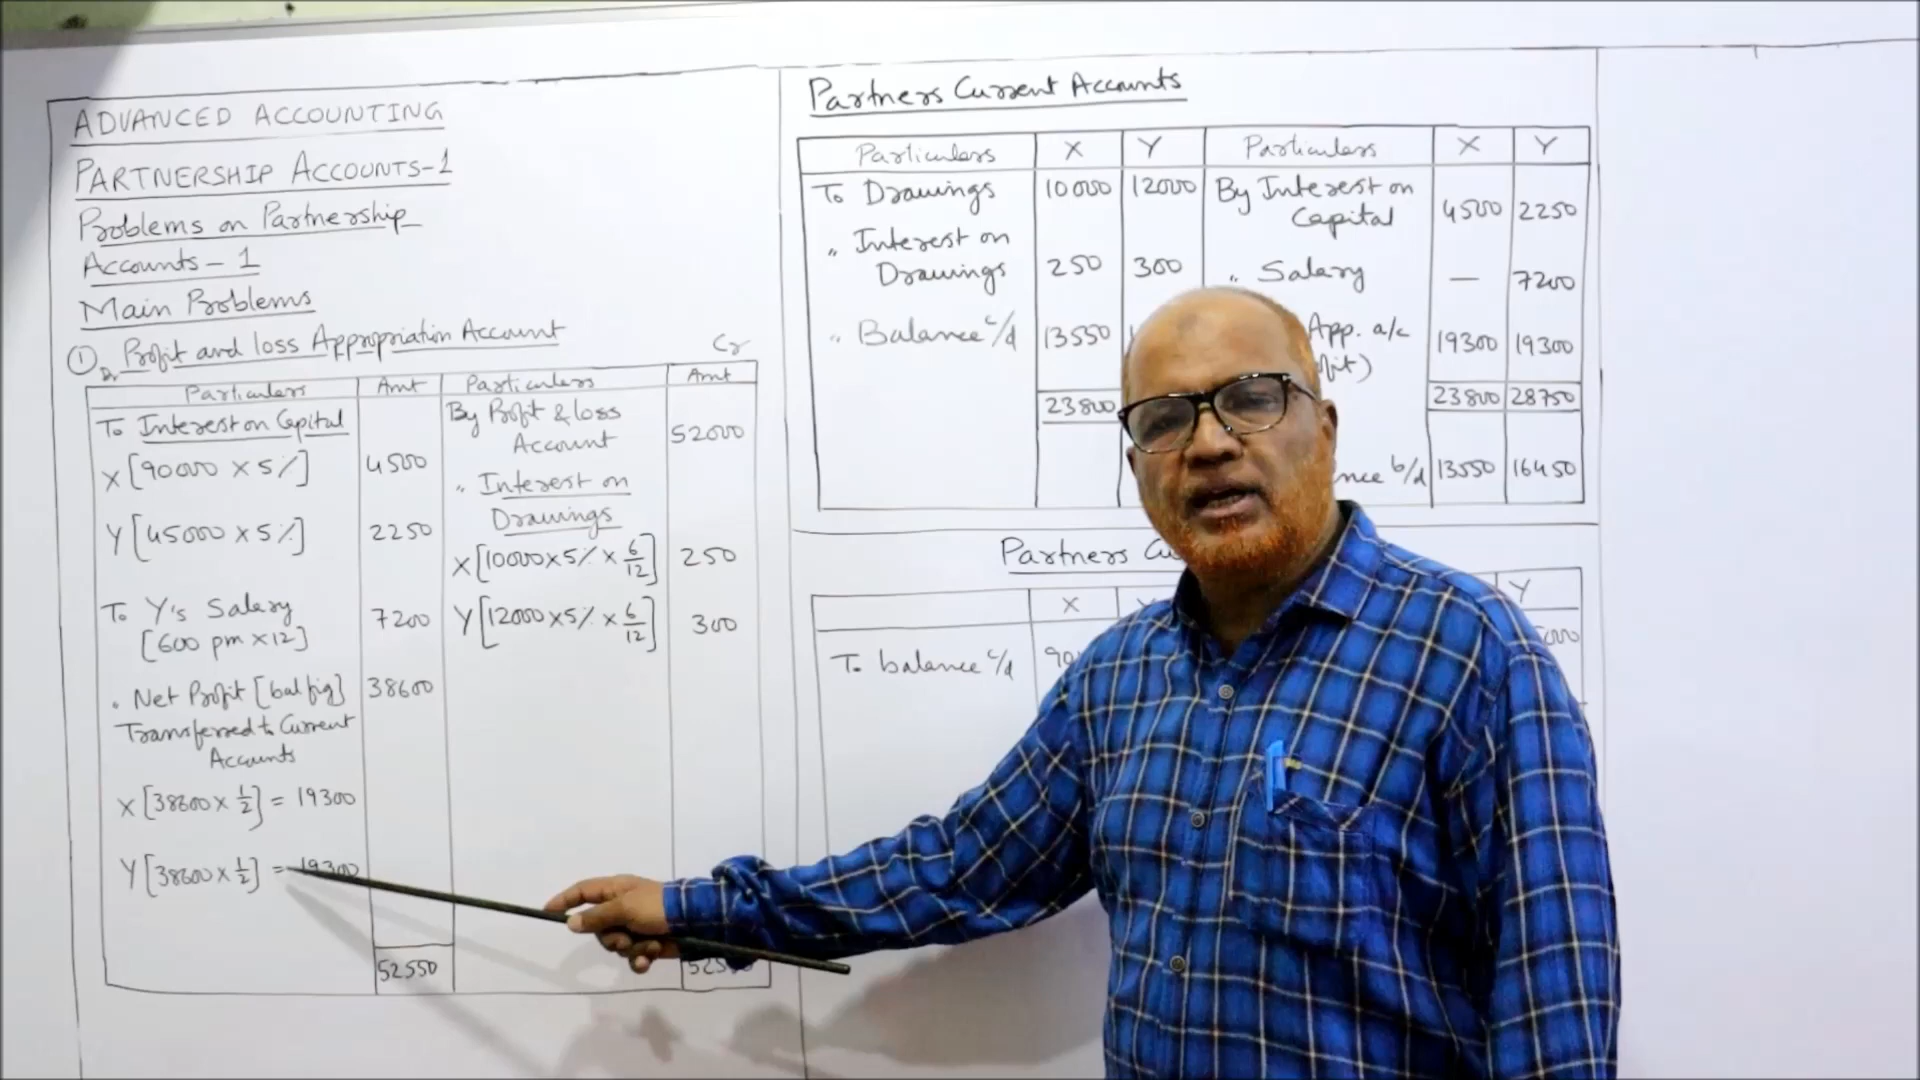 ADVANCED ACCOUNTING
PARTNERSHIP ACCOUNTS-1
Problems on Partnership
Accounts-1
Main Problems
① Profit and loss Appropriation Account
Dr Cr
Particulars Amt Particulars Amt
To Interest on Capital
X [90000 X 5%] 4500
Y [45000 X 5%] 2250
To Y's Salary
[600 pm X12] 7200
" Net Profit [bal fig] 38600
Transferred to Current
Accounts
X [38600 X 1/2] = 19300
Y [38600 X 1/2] = 19300
52550
By Profit & loss
Account 52000
" Interest on
Drawings
X [10000 X 5% X 6/12] 250
Y [12000 X 5% X 6/12] 300
Partners Current Accounts
Particulars X Y Particulars X Y
To Drawings 10000 12000
" Interest on
Drawings 250 300
" Balance c/d 13550
23800
By Interest on
Capital 4500 2250
" Salary — 7200
App. a/c 19300 19300
23800 28750
b/d 13550 16450
Partners
X Y
To balance c/d